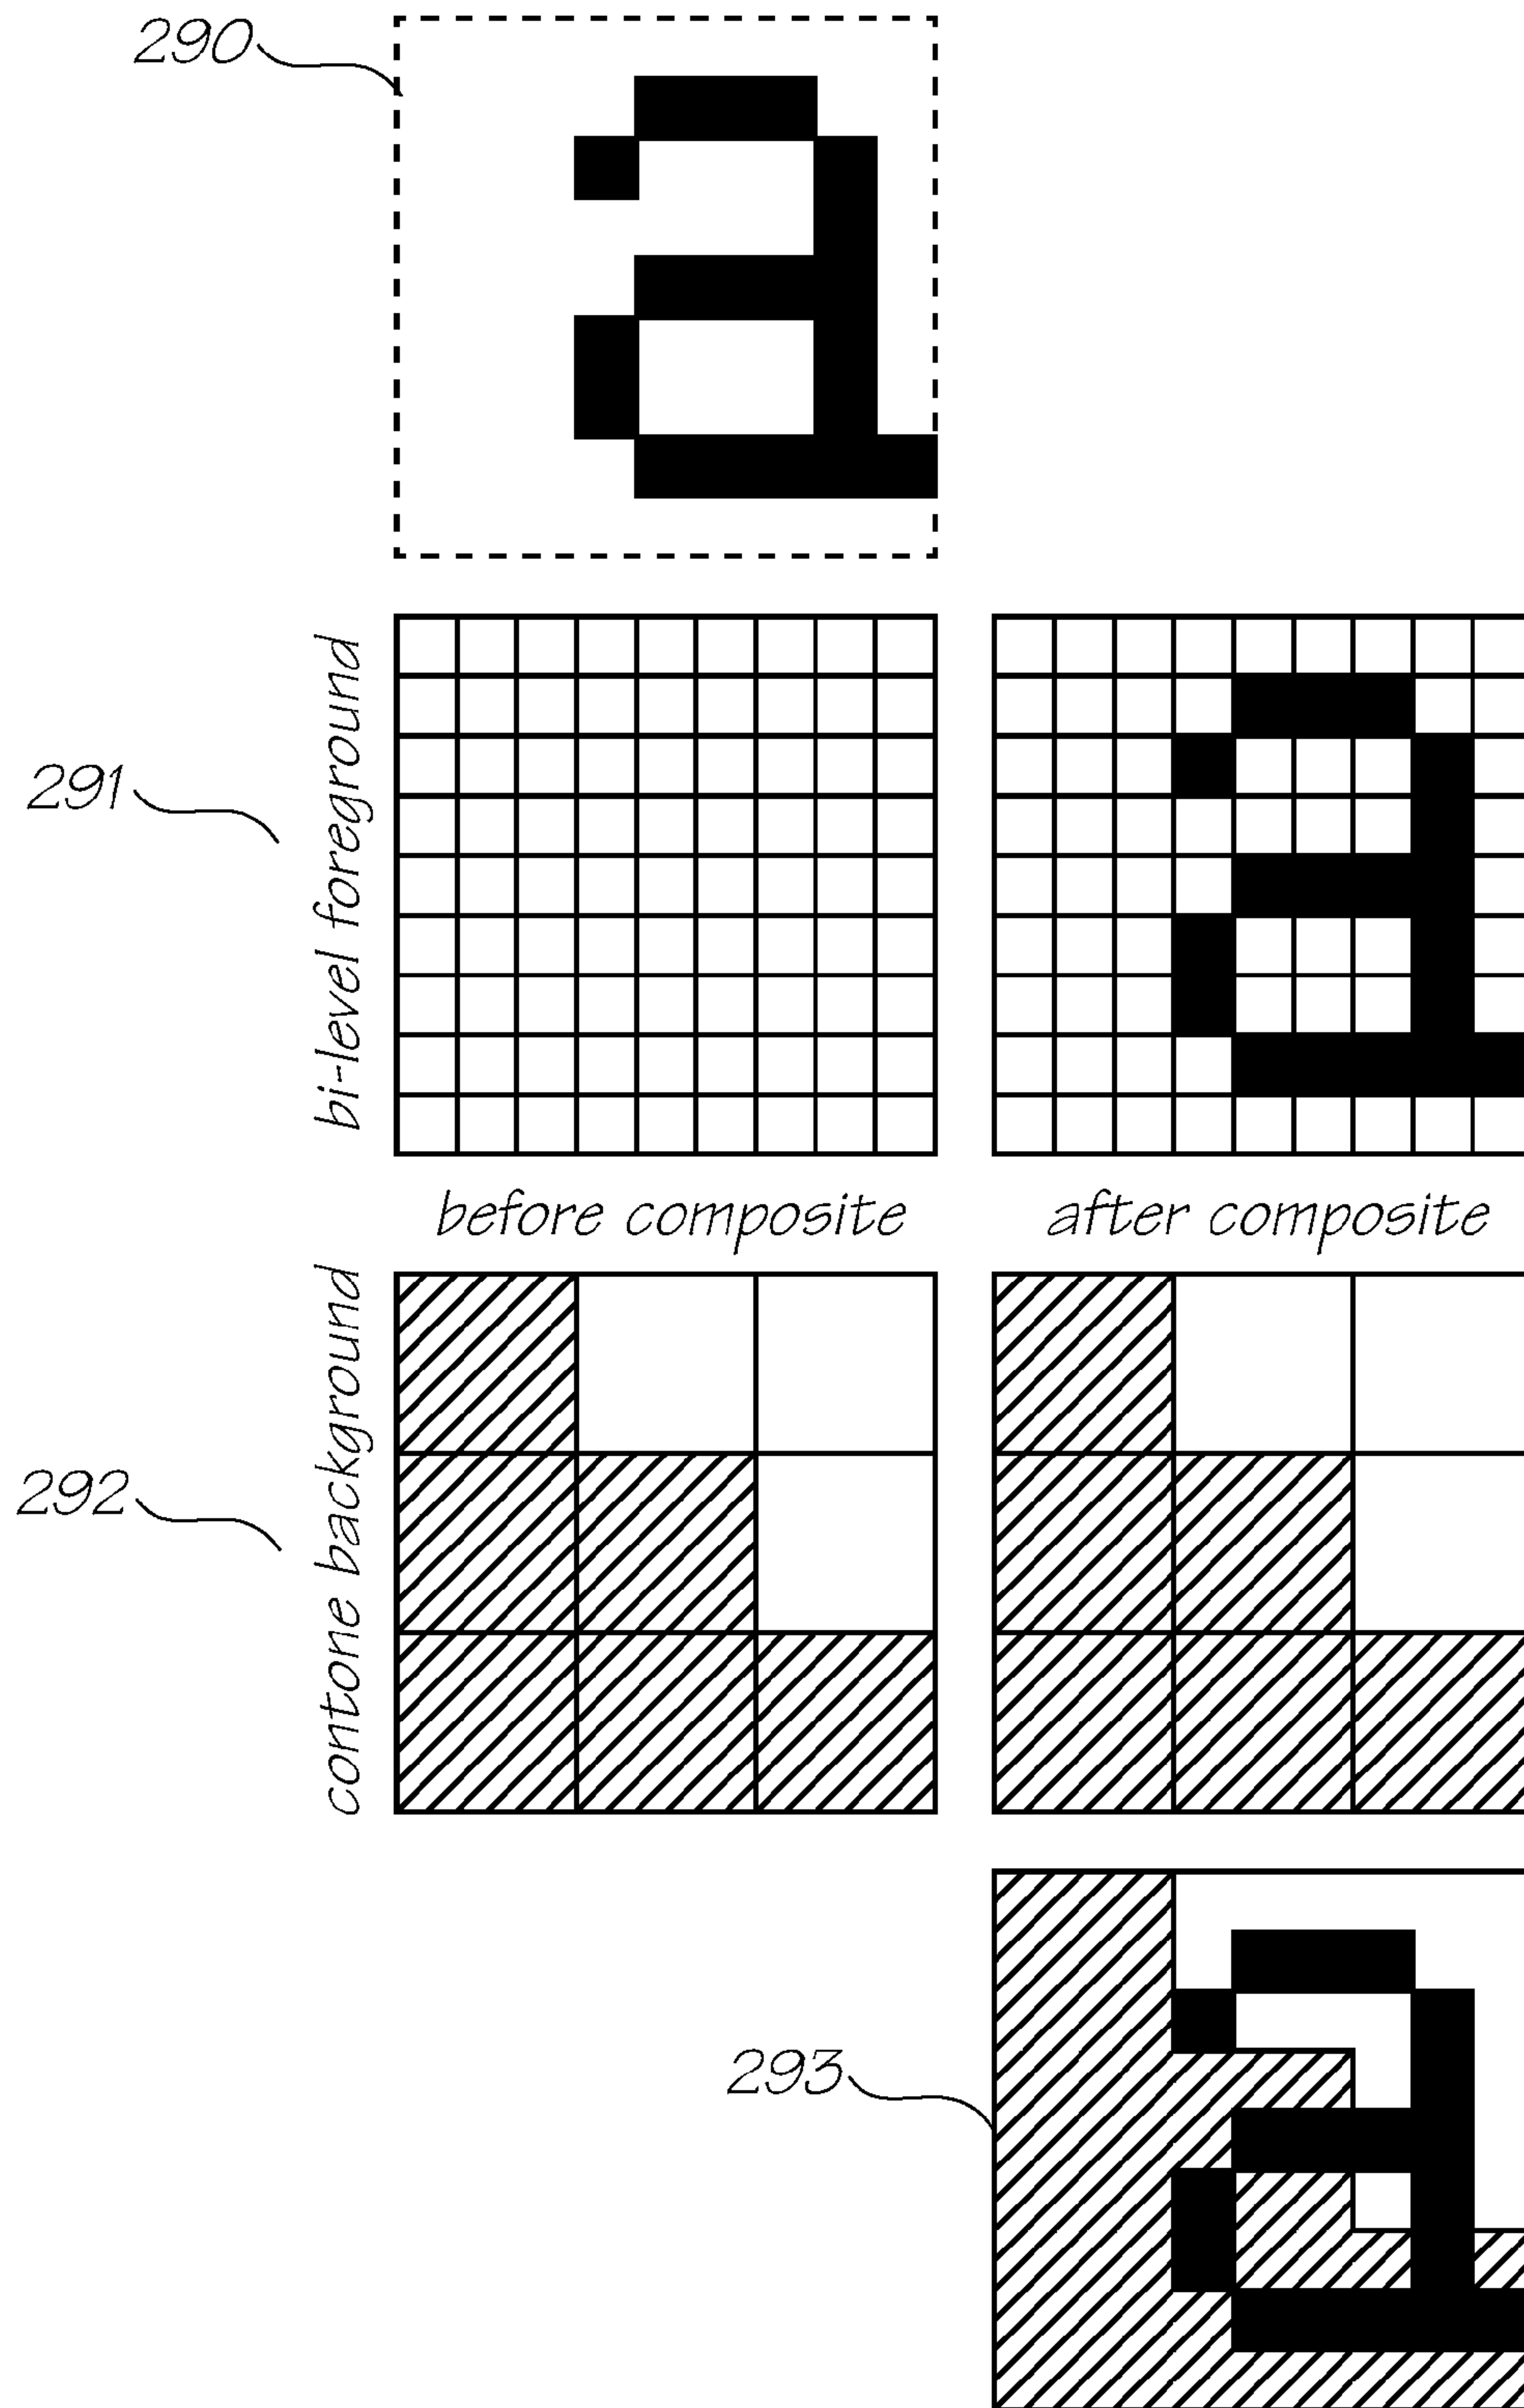 290
291
bi-level foreground
before composite
after composite
292
contone background
293